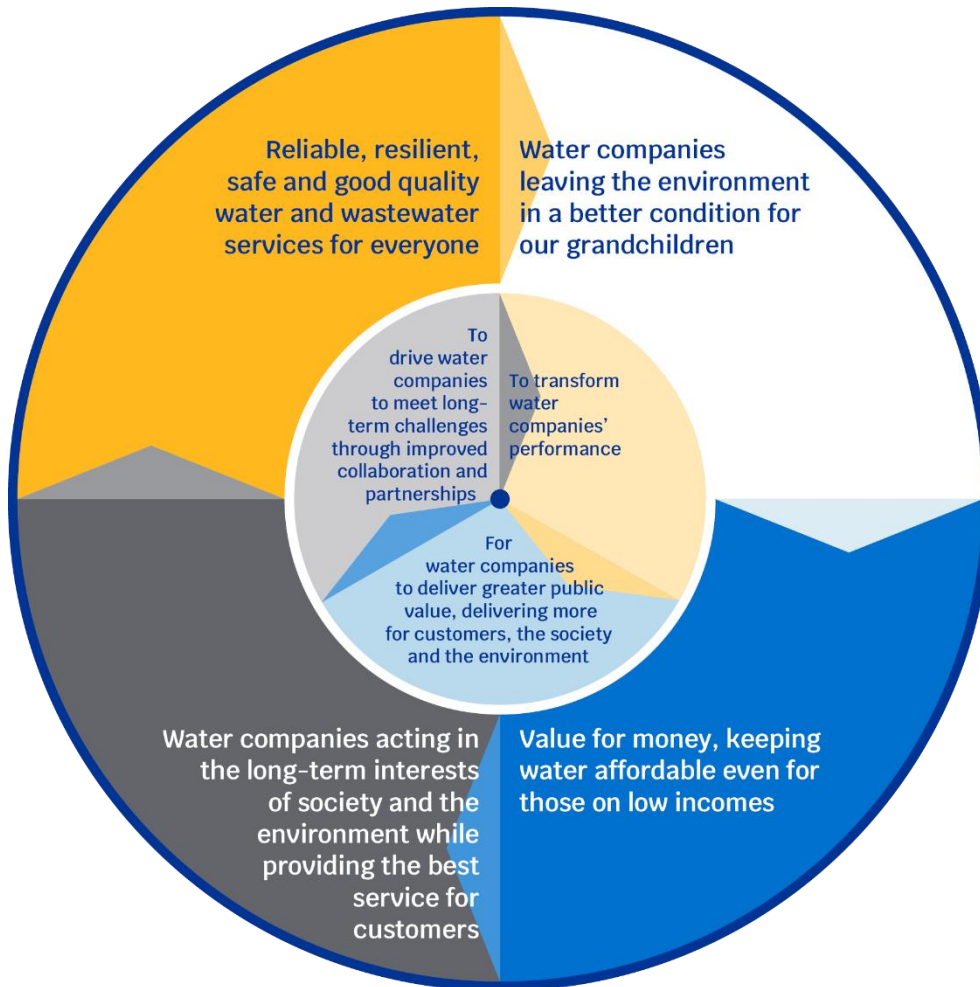 Reliable, resilient,
safe and good quality
water and wastewater
services for everyone
Water companies
leaving the environment
in a better condition for
our grandchildren
To
drive water
companies
to meet long-
term challenges
through improved
collaboration and
partnerships
To transform
water
companies’
performance
For
water companies
to deliver greater public
value, delivering more
for customers, the society
and the environment
Water companies acting in
the long-term interests
of society and the
environment while
providing the best
service for
customers
Value for money, keeping
water affordable even for
those on low incomes